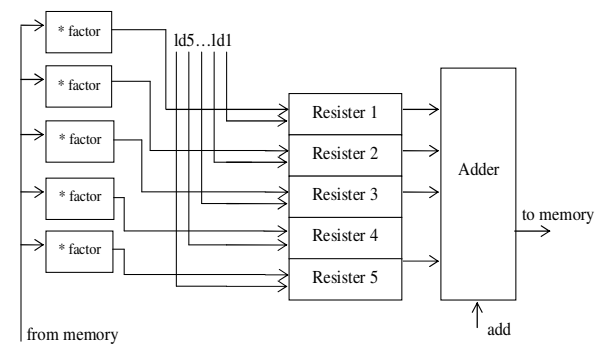 * factor
ld5...ld1
* factor
Resister 1
* factor
Resister 2
Adder
Resister 3
* factor
to memory
Resister 4
* factor
Resister 5
add
from memory